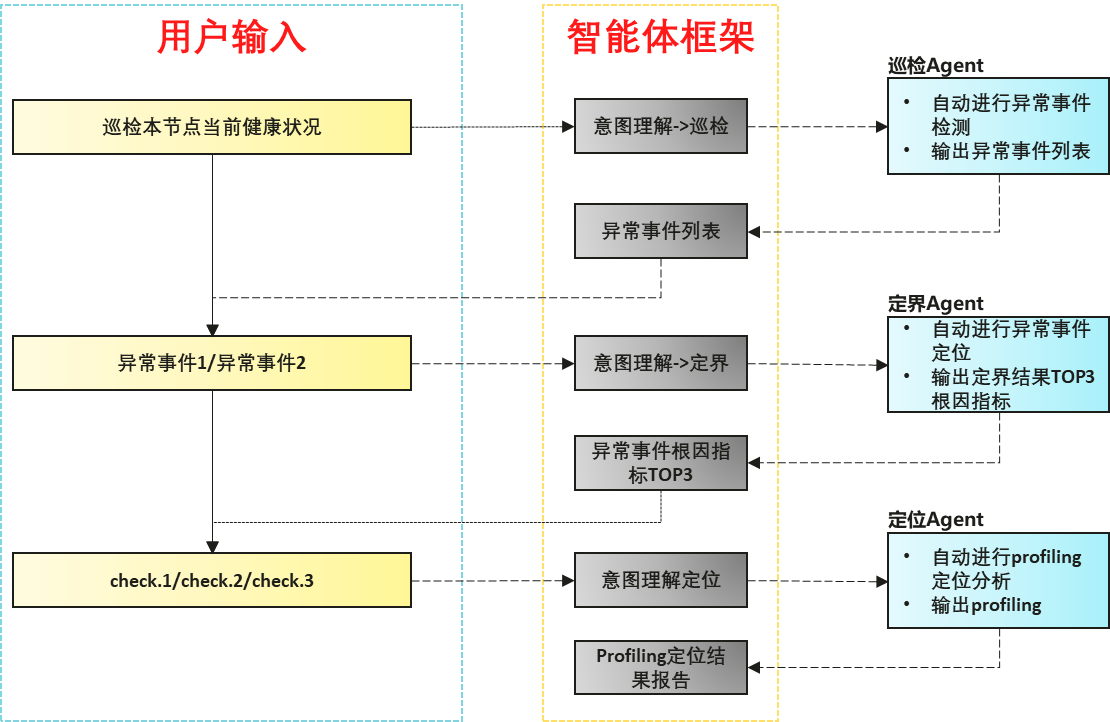 用户输入
智能体框架
巡检Agent
巡检本节点当前健康状况
意图理解->巡检
• 自动进行异常事件
检测
• 输出异常事件列表
异常事件列表
定界Agent
异常事件1/异常事件2
意图理解->定界
• 自动进行异常事件
定位
• 输出定界结果TOP3
根因指标
异常事件根因指
标TOP3
定位Agent
check.1/check.2/check.3
意图理解定位
• 自动进行profiling
定位分析
• 输出profiling
Profiling定位结
果报告